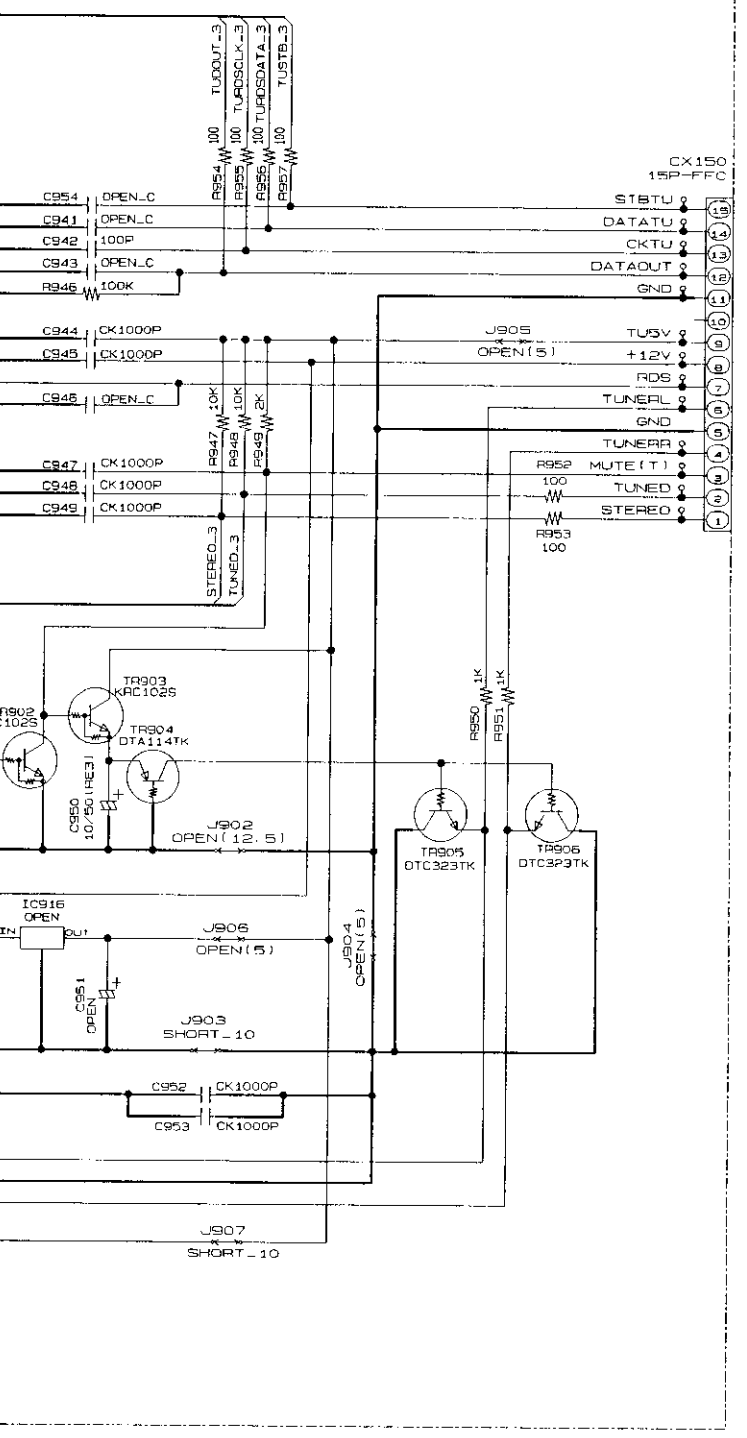 TUDOUT_3
TURDSCLK_3
TURDSDATA_3
TUSTB_3
100
100
100
100
R954
R955
R956
R957
CX150
15P-FFC
C954 OPEN_C
STBTU 15
C941 OPEN_C
DATATU 14
C942 100P
CKTU 13
C943 OPEN_C
DATAOUT 12
R946 100K
GND 11
10
C944 CK1000P
J905
OPEN(5)
TU5V 9
C945 CK1000P
+12V 8
RDS 7
C946 OPEN_C
TUNERL 6
GND 5
TUNERR 4
R947 10K
R948 10K
R949 2K
C947 CK1000P
MUTE(T) 3
C948 CK1000P
R952
100
TUNED 2
C949 CK1000P
STEREO 1
R953
100
STEREO_3
TUNED_3
TR903
KRC102S
R902
C102S
TR904
DTA114TK
R950 1K
R951 1K
C950
10/50(RE3)
J902
OPEN(12.5)
TR905
DTC323TK
TR906
DTC323TK
IC916
OPEN
IN
OUT
J906
OPEN(5)
J904
OPEN(5)
C951
OPEN
J903
SHORT_10
C952 CK1000P
C953 CK1000P
J907
SHORT_10